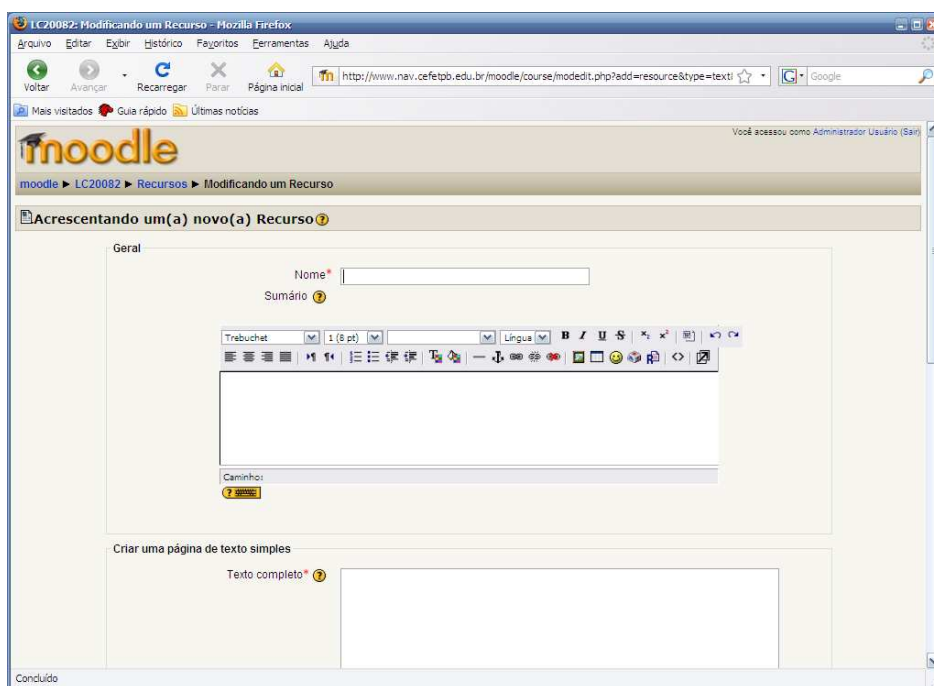 LC20082: Modificando um Recurso - Mozilla Firefox
Arquivo Editar Exibir Histórico Favoritos Ferramentas Ajuda
Voltar Avançar Recarregar Parar Página inicial
http://www.nav.cefetpb.edu.br/moodle/course/modedit.php?add=resource&type=text
G Google
Mais visitados Guia rápido Últimas notícias
moodle
Você acessou como Administrador Usuário (Sair)
moodle ► LC20082 ► Recursos ► Modificando um Recurso
Acrescentando um(a) novo(a) Recurso
Geral
Nome*
Sumário
Trebuchet 1 (8 pt) Língua B I U S
Caminho:
Criar uma página de texto simples
Texto completo*
Concluído